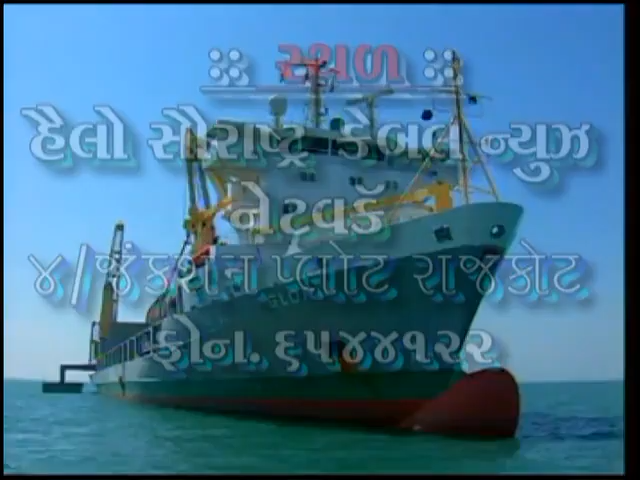 સ્થળ
હેલો સૌરાષ્ટ્ર કેબલ ન્યુઝ
નેટવર્ક
૪/જંકશન પ્લોટ રાજકોટ
ફોન. ૬૫૪૪૧૨૨